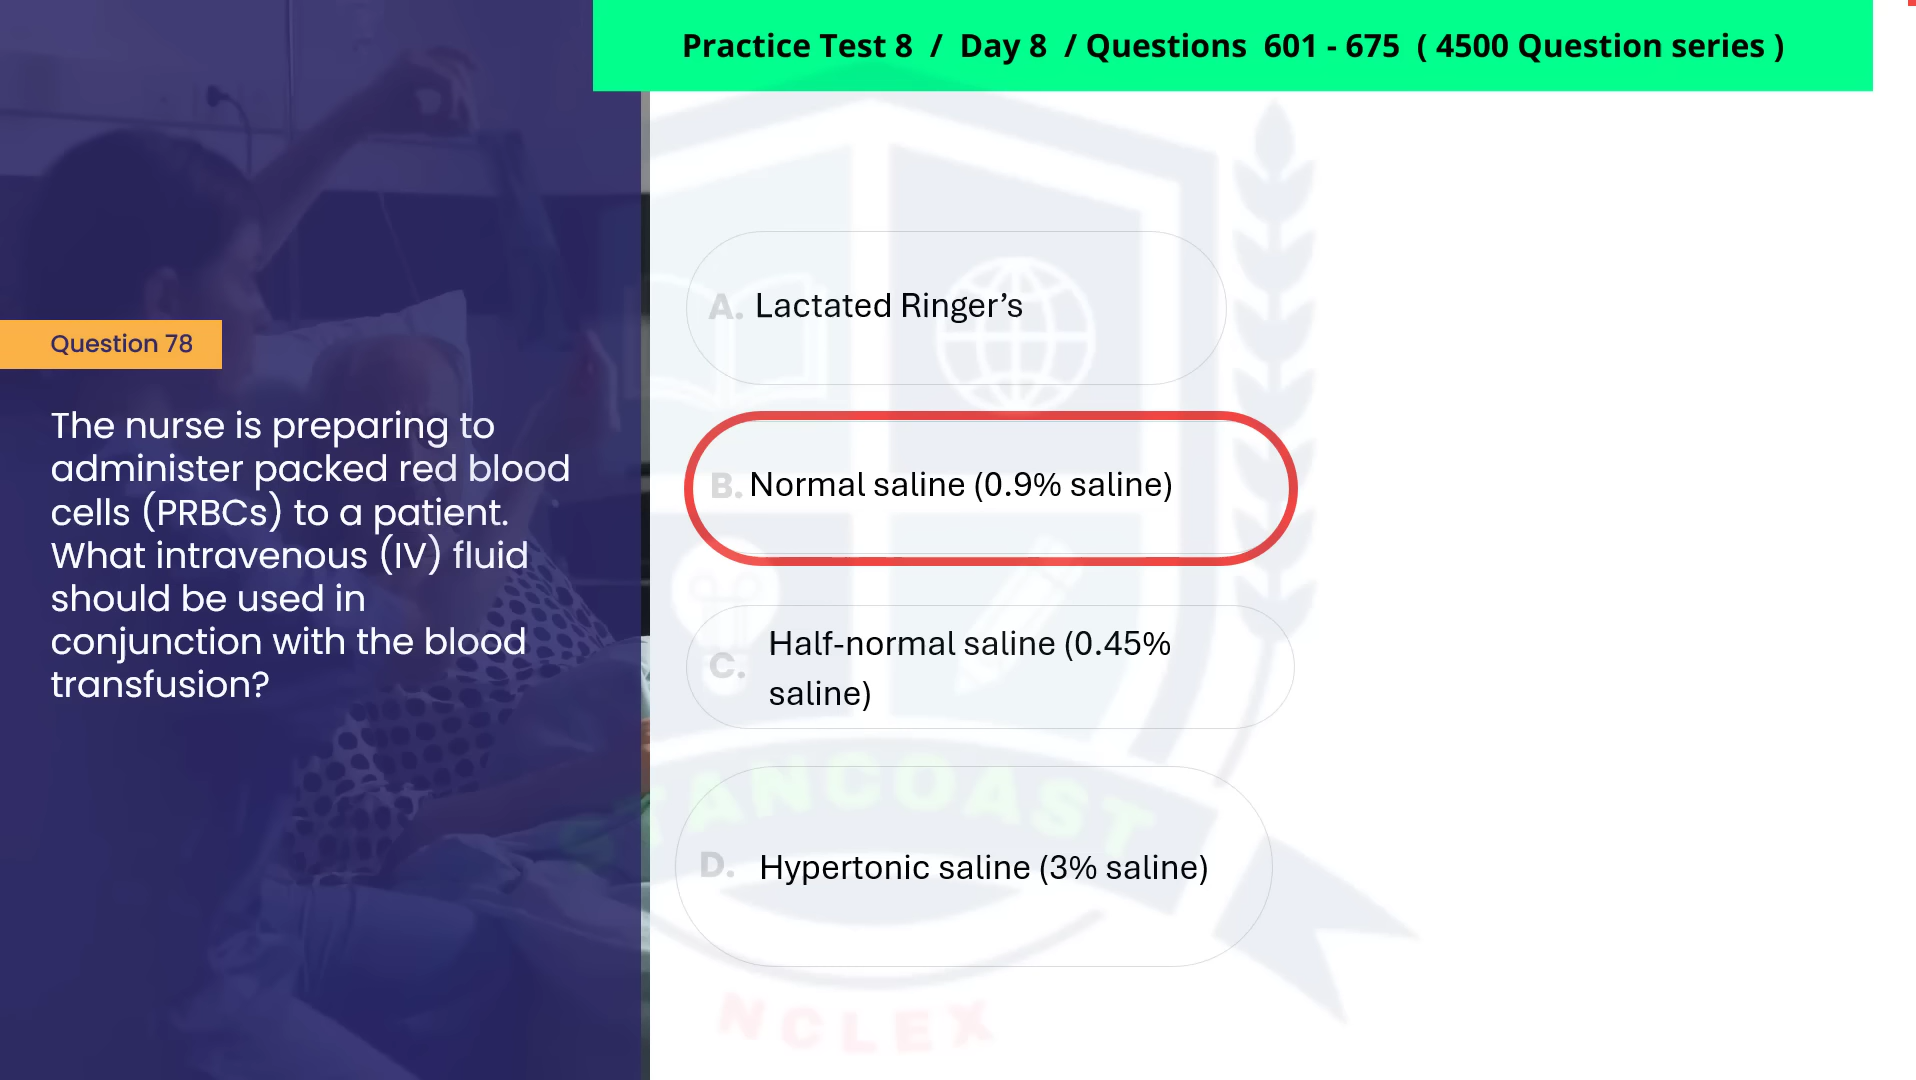 Practice Test 8 / Day 8 / Questions 601 - 675 ( 4500 Question series )
Question 78
The nurse is preparing to
administer packed red blood
cells (PRBCs) to a patient.
What intravenous (IV) fluid
should be used in
conjunction with the blood
transfusion?
A. Lactated Ringer’s
B. Normal saline (0.9% saline)
C. Half-normal saline (0.45%
saline)
D. Hypertonic saline (3% saline)
TANCOAST
NCLEX